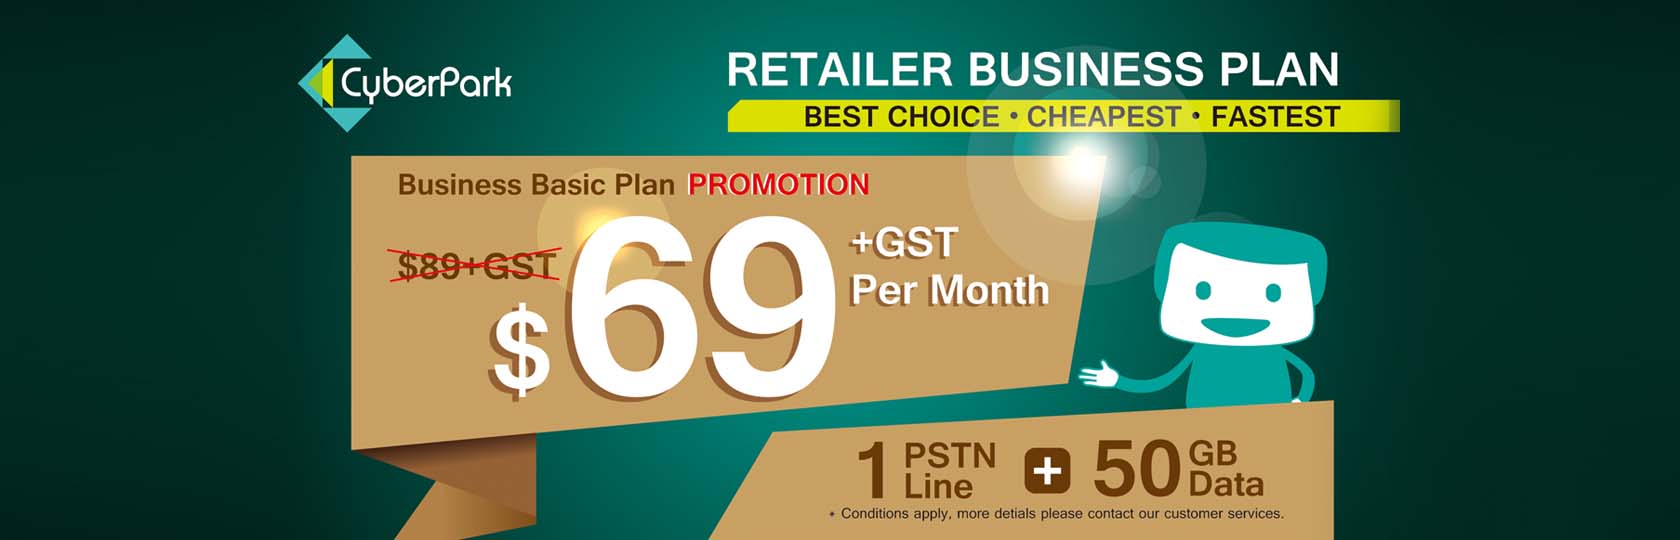 CyberPark
RETAILER BUSINESS PLAN
BEST CHOICE • CHEAPEST • FASTEST
Business Basic Plan PROMOTION
$89+GST
$69
+GST
Per Month
1 PSTN Line + 50 GB Data
* Conditions apply, more detials please contact our customer services.